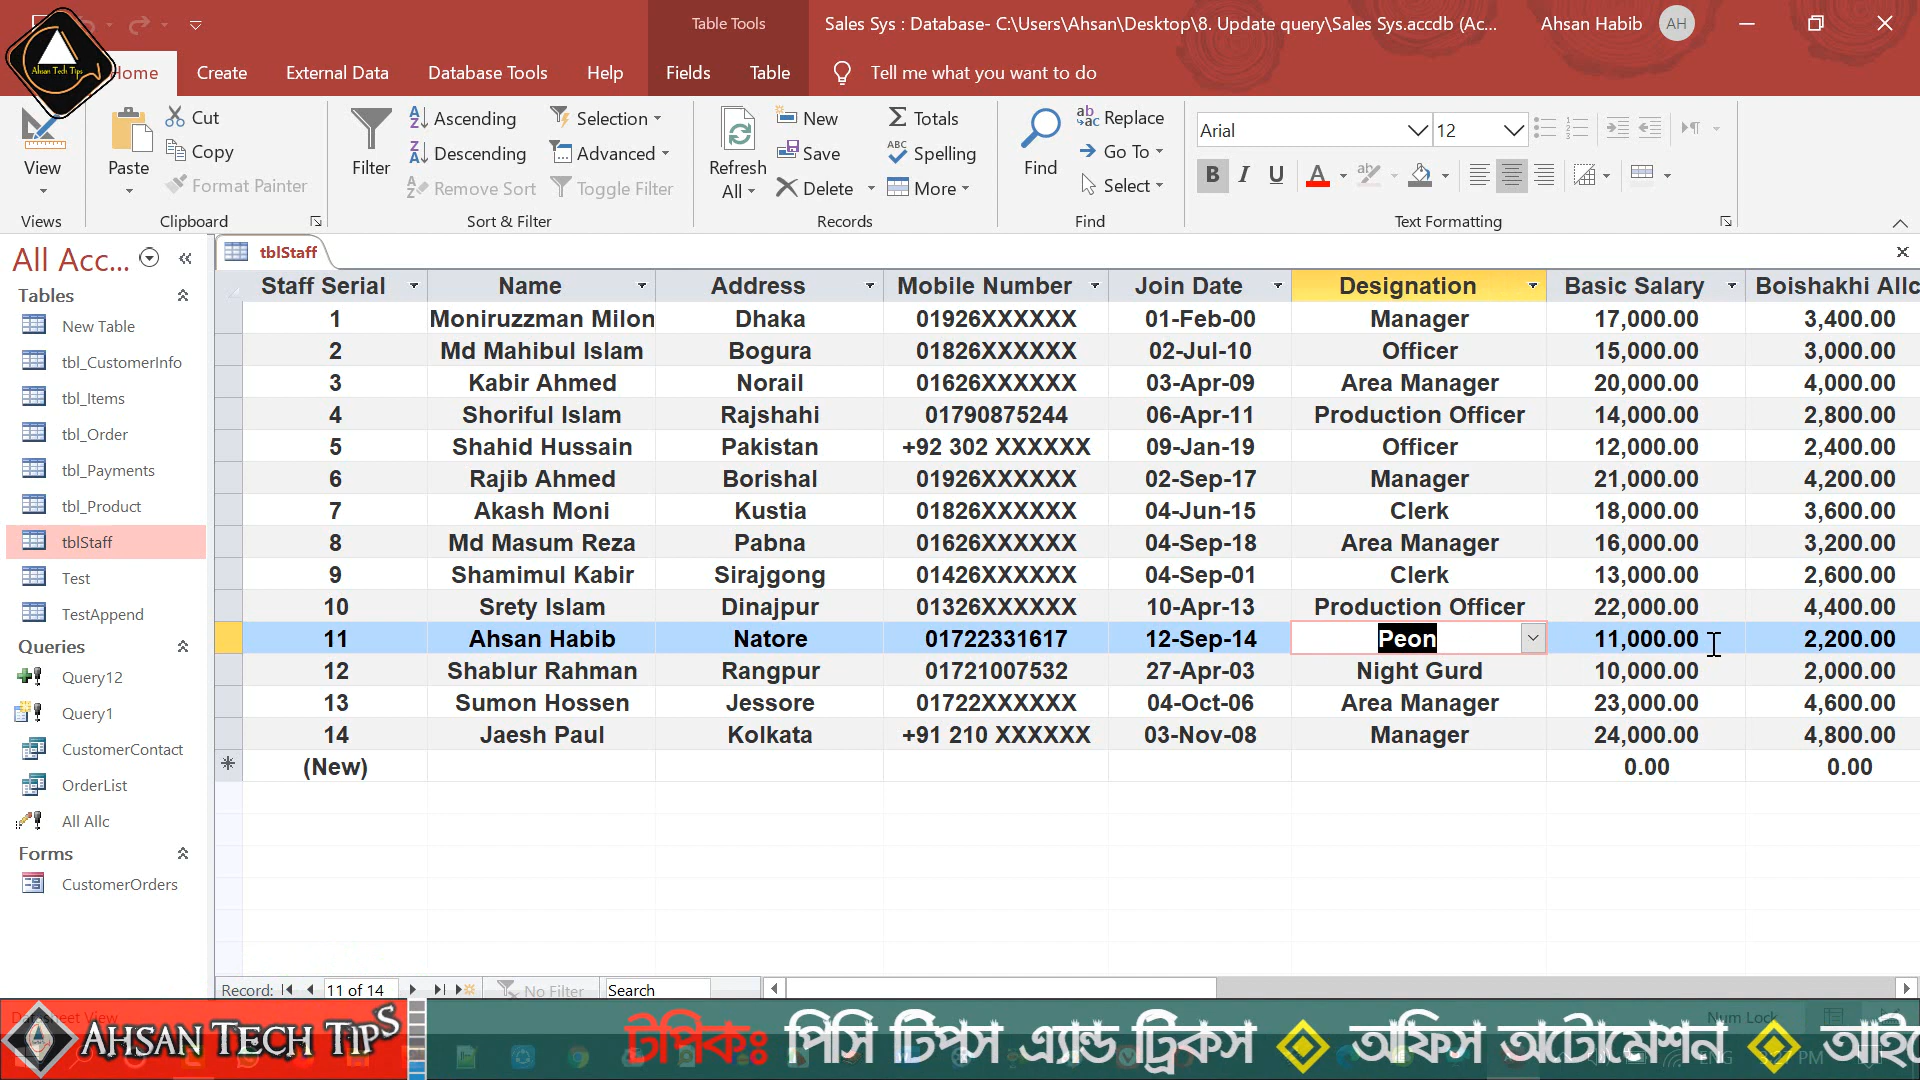 Table Tools
Sales Sys : Database- C:\Users\Ahsan\Desktop\8. Update query\Sales Sys.accdb (Ac...
Ahsan Habib
AH
Ahsan Tech Tips
Home
Create
External Data
Database Tools
Help
Fields
Table
Tell me what you want to do
View
Paste
Cut
Copy
Format Painter
Filter
Ascending
Descending
Remove Sort
Selection
Advanced
Toggle Filter
Refresh
All
New
Save
Delete
Totals
Spelling
More
Find
Replace
Go To
Select
Arial
12
B I U
Views
Clipboard
Sort & Filter
Records
Find
Text Formatting
All Acc...
Tables
New Table
tbl_CustomerInfo
tbl_Items
tbl_Order
tbl_Payments
tbl_Product
tblStaff
Test
TestAppend
Queries
Query12
Query1
CustomerContact
OrderList
All Allc
Forms
CustomerOrders
tblStaff
Staff Serial Name Address Mobile Number Join Date Designation Basic Salary Boishakhi Allc
1 Moniruzzman Milon Dhaka 01926XXXXXX 01-Feb-00 Manager 17,000.00 3,400.00
2 Md Mahibul Islam Bogura 01826XXXXXX 02-Jul-10 Officer 15,000.00 3,000.00
3 Kabir Ahmed Norail 01626XXXXXX 03-Apr-09 Area Manager 20,000.00 4,000.00
4 Shoriful Islam Rajshahi 01790875244 06-Apr-11 Production Officer 14,000.00 2,800.00
5 Shahid Hussain Pakistan +92 302 XXXXXX 09-Jan-19 Officer 12,000.00 2,400.00
6 Rajib Ahmed Borishal 01926XXXXXX 02-Sep-17 Manager 21,000.00 4,200.00
7 Akash Moni Kustia 01826XXXXXX 04-Jun-15 Clerk 18,000.00 3,600.00
8 Md Masum Reza Pabna 01626XXXXXX 04-Sep-18 Area Manager 16,000.00 3,200.00
9 Shamimul Kabir Sirajgong 01426XXXXXX 04-Sep-01 Clerk 13,000.00 2,600.00
10 Srety Islam Dinajpur 01326XXXXXX 10-Apr-13 Production Officer 22,000.00 4,400.00
11 Ahsan Habib Natore 01722331617 12-Sep-14 Peon 11,000.00 2,200.00
12 Shablur Rahman Rangpur 01721007532 27-Apr-03 Night Gurd 10,000.00 2,000.00
13 Sumon Hossen Jessore 01722XXXXXX 04-Oct-06 Area Manager 23,000.00 4,600.00
14 Jaesh Paul Kolkata +91 210 XXXXXX 03-Nov-08 Manager 24,000.00 4,800.00
(New) 0.00 0.00
Record: 11 of 14 No Filter Search
Datasheet View
Num Lock
AHSAN TECH TIPS
টপিকঃ পিসি টিপস এ্যান্ড ট্রিকস অফিস অটোমেশন
ENG
3:27 PM